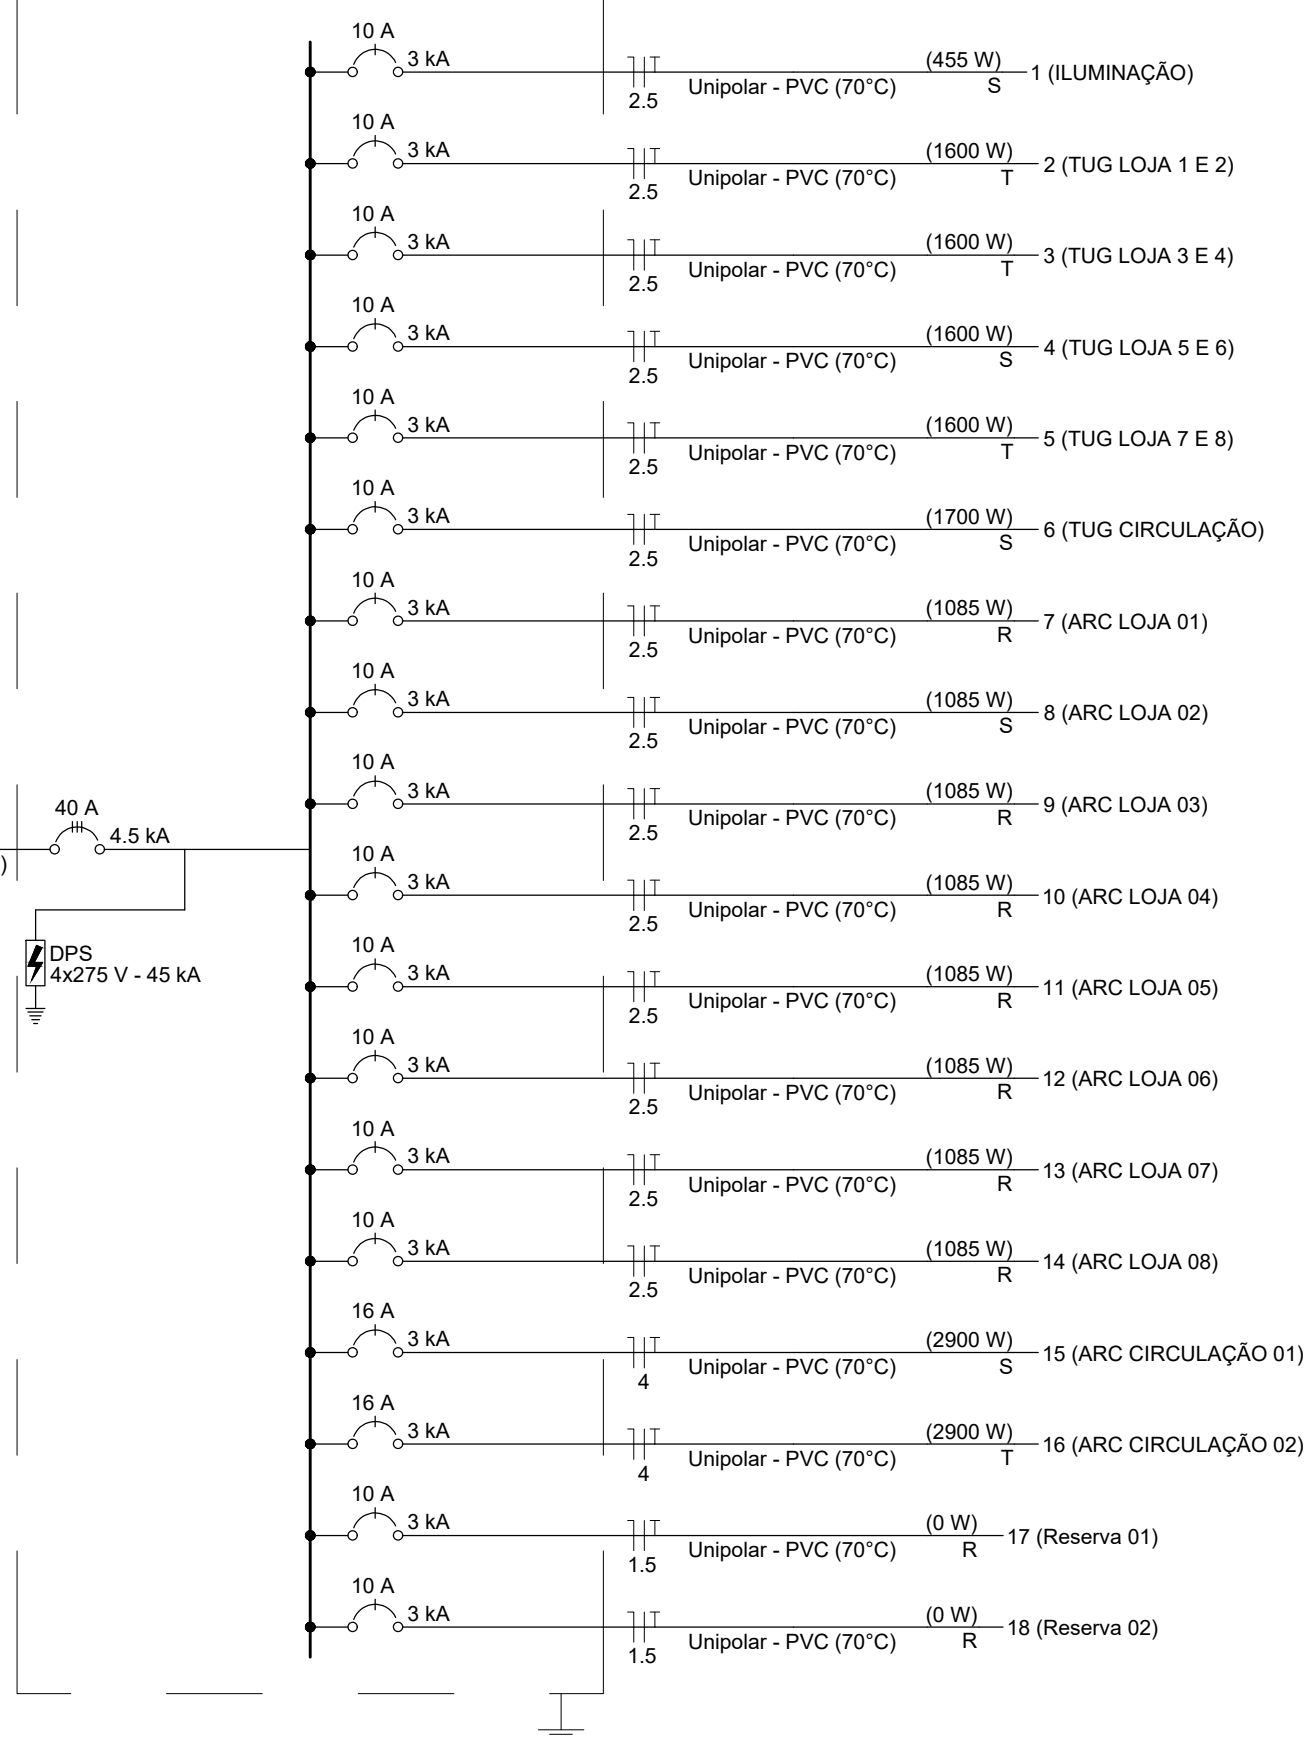 10 A
3 kA
2.5
Unipolar - PVC (70°C)
(455 W)
S
1 (ILUMINAÇÃO)
10 A
3 kA
2.5
Unipolar - PVC (70°C)
(1600 W)
T
2 (TUG LOJA 1 E 2)
10 A
3 kA
2.5
Unipolar - PVC (70°C)
(1600 W)
T
3 (TUG LOJA 3 E 4)
10 A
3 kA
2.5
Unipolar - PVC (70°C)
(1600 W)
S
4 (TUG LOJA 5 E 6)
10 A
3 kA
2.5
Unipolar - PVC (70°C)
(1600 W)
T
5 (TUG LOJA 7 E 8)
10 A
3 kA
2.5
Unipolar - PVC (70°C)
(1700 W)
S
6 (TUG CIRCULAÇÃO)
10 A
3 kA
2.5
Unipolar - PVC (70°C)
(1085 W)
R
7 (ARC LOJA 01)
10 A
3 kA
2.5
Unipolar - PVC (70°C)
(1085 W)
S
8 (ARC LOJA 02)
10 A
3 kA
2.5
Unipolar - PVC (70°C)
(1085 W)
R
9 (ARC LOJA 03)
40 A
4.5 kA
)
DPS
4x275 V - 45 kA
10 A
3 kA
2.5
Unipolar - PVC (70°C)
(1085 W)
R
10 (ARC LOJA 04)
10 A
3 kA
2.5
Unipolar - PVC (70°C)
(1085 W)
R
11 (ARC LOJA 05)
10 A
3 kA
2.5
Unipolar - PVC (70°C)
(1085 W)
R
12 (ARC LOJA 06)
10 A
3 kA
2.5
Unipolar - PVC (70°C)
(1085 W)
R
13 (ARC LOJA 07)
10 A
3 kA
2.5
Unipolar - PVC (70°C)
(1085 W)
R
14 (ARC LOJA 08)
16 A
3 kA
4
Unipolar - PVC (70°C)
(2900 W)
S
15 (ARC CIRCULAÇÃO 01)
16 A
3 kA
4
Unipolar - PVC (70°C)
(2900 W)
T
16 (ARC CIRCULAÇÃO 02)
10 A
3 kA
1.5
Unipolar - PVC (70°C)
(0 W)
R
17 (Reserva 01)
10 A
3 kA
1.5
Unipolar - PVC (70°C)
(0 W)
R
18 (Reserva 02)